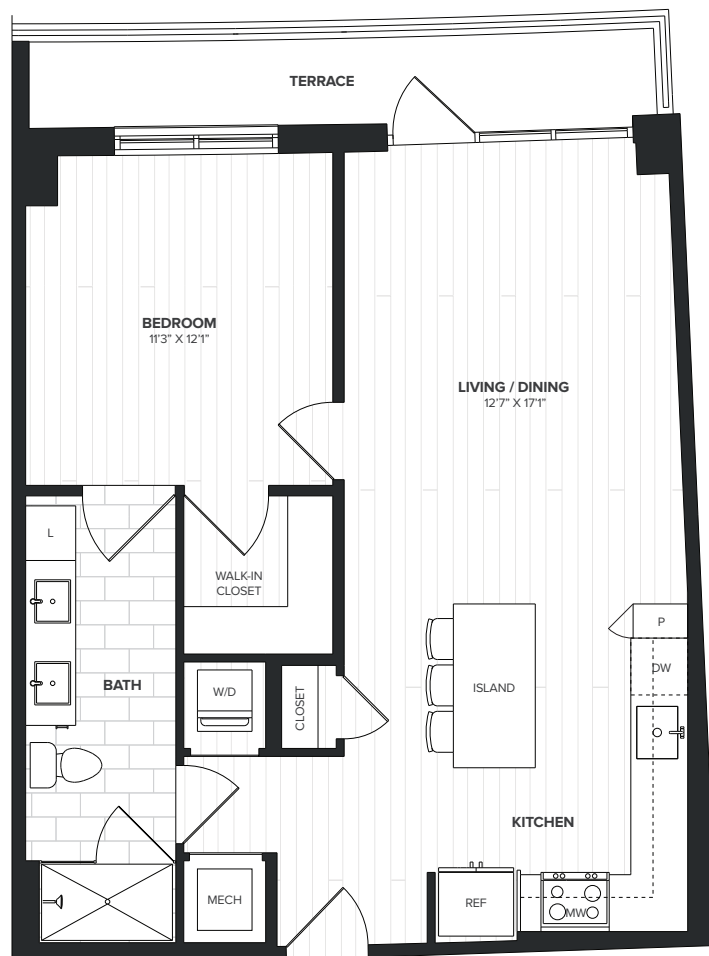 TERRACE
BEDROOM
11'3" X 12'1"
LIVING / DINING
12'7" X 17'1"
L
WALK-IN
CLOSET
P
DW
BATH
W/D
CLOSET
ISLAND
KITCHEN
MECH
REF
MW